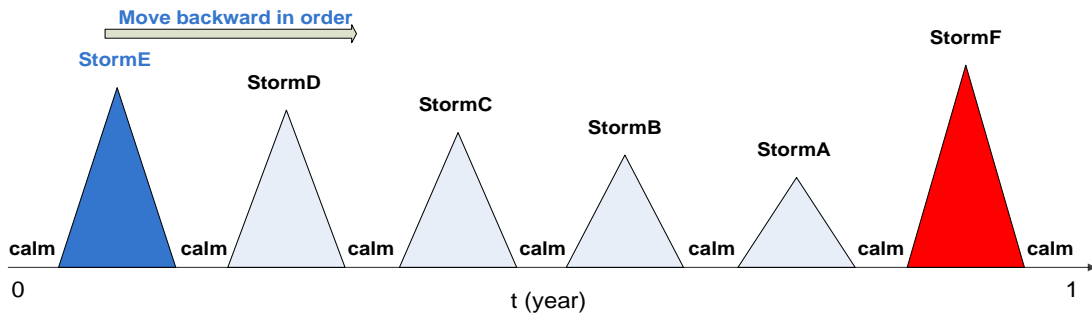 Move backward in order
StormE
StormD
StormC
StormB
StormA
StormF
calm calm calm calm calm calm calm
0 t (year) 1